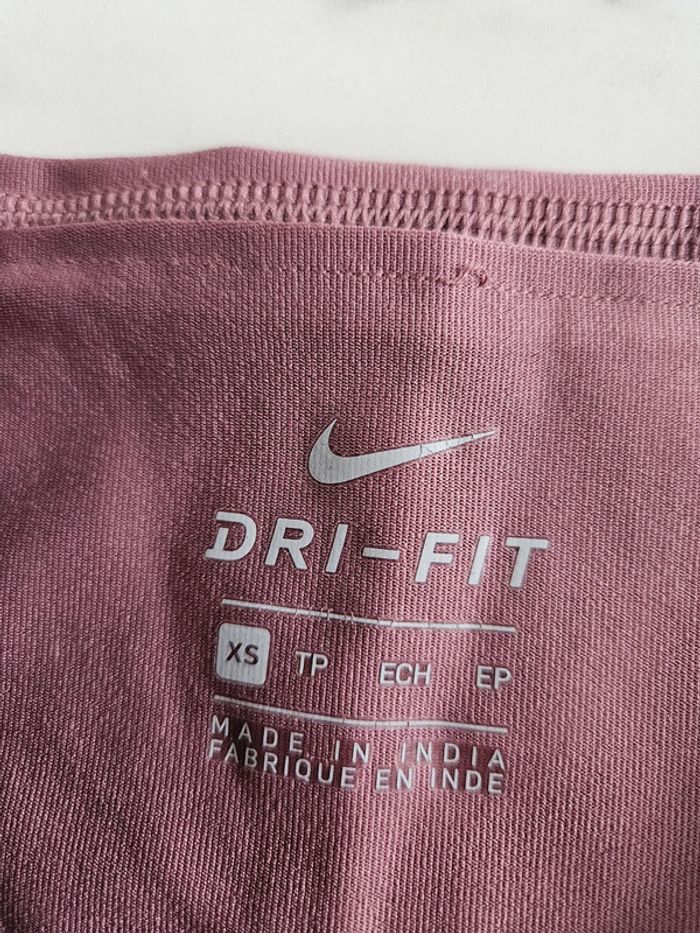 DRI-FIT
XS TP ECH EP
MADE IN INDIA
FABRIQUE EN INDE